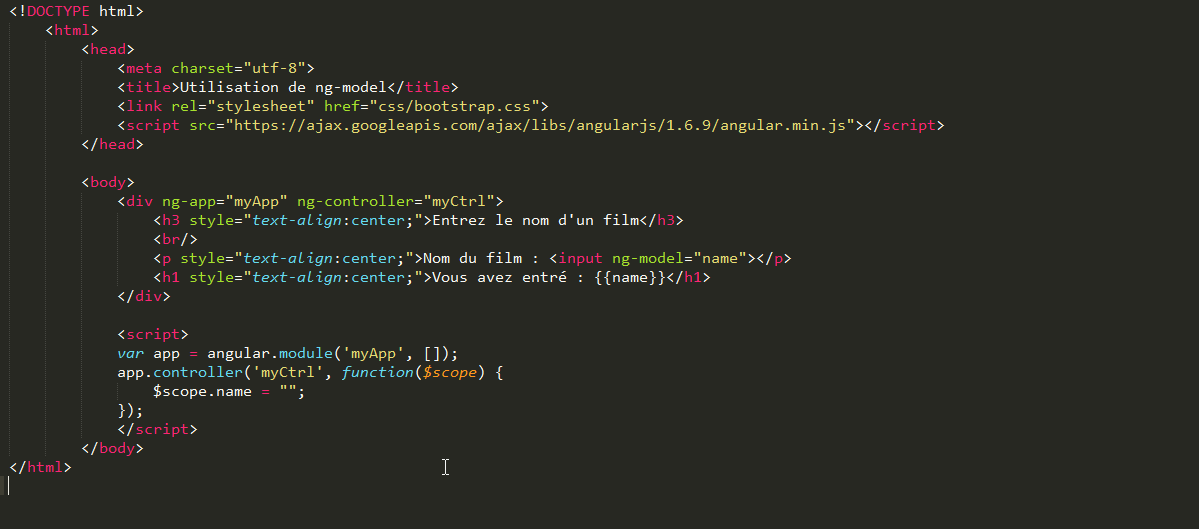 <!DOCTYPE html>
<html>
<head>
<meta charset="utf-8">
<title>Utilisation de ng-model</title>
<link rel="stylesheet" href="css/bootstrap.css">
<script src="https://ajax.googleapis.com/ajax/libs/angularjs/1.6.9/angular.min.js"></script>
</head>
<body>
<div ng-app="myApp" ng-controller="myCtrl">
<h3 style="text-align:center;">Entrez le nom d'un film</h3>
<br/>
<p style="text-align:center;">Nom du film : <input ng-model="name"></p>
<h1 style="text-align:center;">Vous avez entré : {{name}}</h1>
</div>
<script>
var app = angular.module('myApp', []);
app.controller('myCtrl', function($scope) {
$scope.name = "";
});
</script>
</body>
</html>